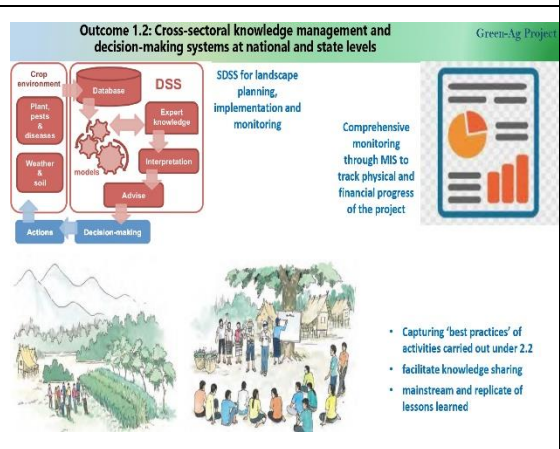 Outcome 1.2: Cross-sectoral knowledge management and
decision-making systems at national and state levels
Green-Ag Project
Crop
environment
Plant,
pests
&
diseases
Weather
&
soil
DSS
Database
Expert
knowledge
models
Interpretation
Advise
Actions
Decision-making
SDSS for landscape
planning,
implementation and
monitoring
Comprehensive
monitoring
through MIS to
track physical and
financial progress
of the project
• Capturing 'best practices' of
activities carried out under 2.2
• facilitate knowledge sharing
• mainstream and replicate of
lessons learned